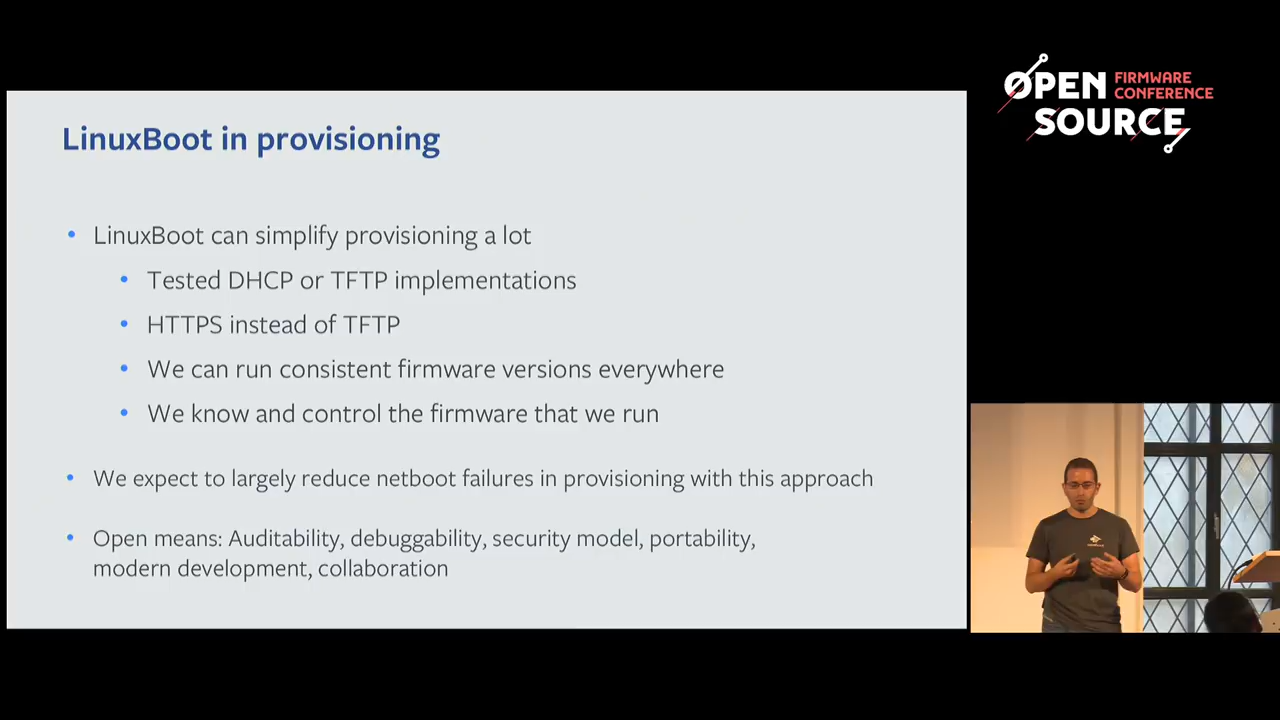 OPEN FIRMWARE
CONFERENCE
SOURCE
LinuxBoot in provisioning
• LinuxBoot can simplify provisioning a lot
• Tested DHCP or TFTP implementations
• HTTPS instead of TFTP
• We can run consistent firmware versions everywhere
• We know and control the firmware that we run
• We expect to largely reduce netboot failures in provisioning with this approach
• Open means: Auditability, debuggability, security model, portability,
modern development, collaboration